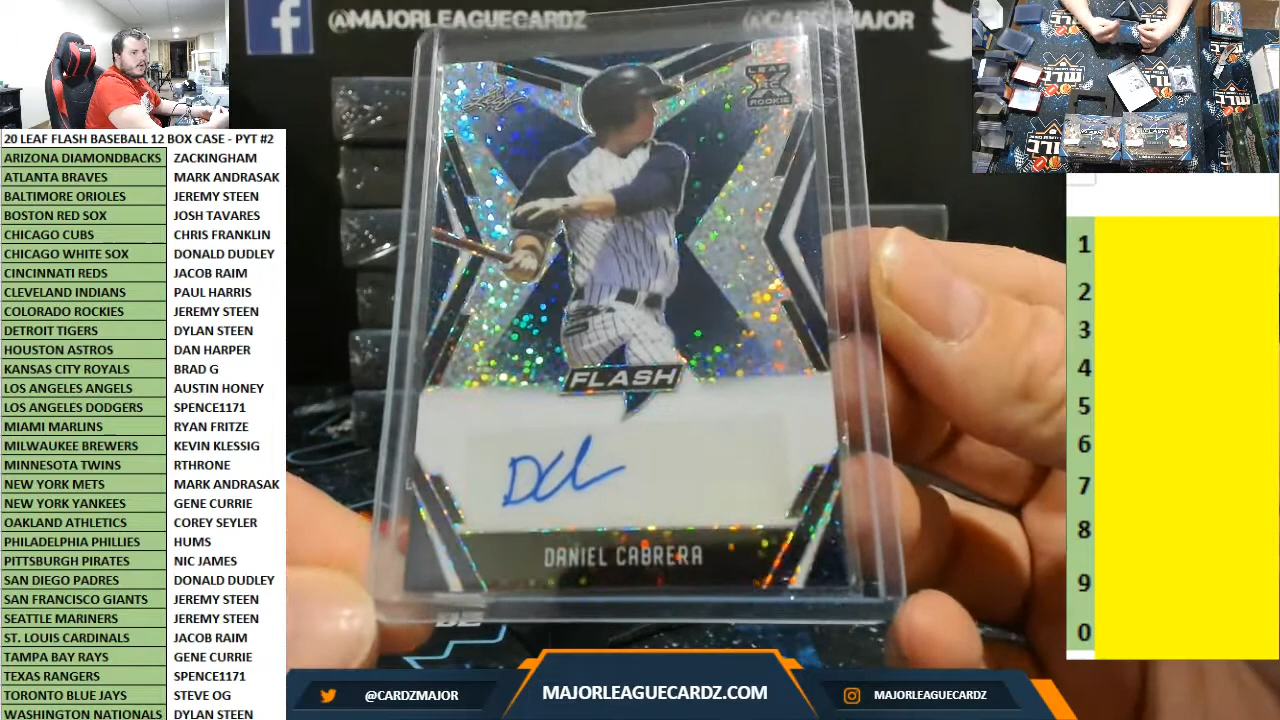 @MAJORLEAGUECARDZ
@CARDZMAJOR
20 LEAF FLASH BASEBALL 12 BOX CASE - PYT #2
ARIZONA DIAMONDBACKS ZACKINGHAM
ATLANTA BRAVES MARK ANDRASAK
BALTIMORE ORIOLES JEREMY STEEN
BOSTON RED SOX JOSH TAVARES
CHICAGO CUBS CHRIS FRANKLIN
CHICAGO WHITE SOX DONALD DUDLEY
CINCINNATI REDS JACOB RAIM
CLEVELAND INDIANS PAUL HARRIS
COLORADO ROCKIES JEREMY STEEN
DETROIT TIGERS DYLAN STEEN
HOUSTON ASTROS DAN HARPER
KANSAS CITY ROYALS BRAD G
LOS ANGELES ANGELS AUSTIN HONEY
LOS ANGELES DODGERS SPENCE1171
MIAMI MARLINS RYAN FRITZE
MILWAUKEE BREWERS KEVIN KLESSIG
MINNESOTA TWINS RTHRONE
NEW YORK METS MARK ANDRASAK
NEW YORK YANKEES GENE CURRIE
OAKLAND ATHLETICS COREY SEYLER
PHILADELPHIA PHILLIES HUMS
PITTSBURGH PIRATES NIC JAMES
SAN DIEGO PADRES DONALD DUDLEY
SAN FRANCISCO GIANTS JEREMY STEEN
SEATTLE MARINERS JEREMY STEEN
ST. LOUIS CARDINALS JACOB RAIM
TAMPA BAY RAYS GENE CURRIE
TEXAS RANGERS SPENCE1171
TORONTO BLUE JAYS STEVE OG
WASHINGTON NATIONALS DYLAN STEEN
Leaf
LEAF
ROOKIE
FLASH
DANIEL CABRERA
1
2
3
4
5
6
7
8
9
0
@CARDZMAJOR
MAJORLEAGUECARDZ.COM
MAJORLEAGUECARDZ